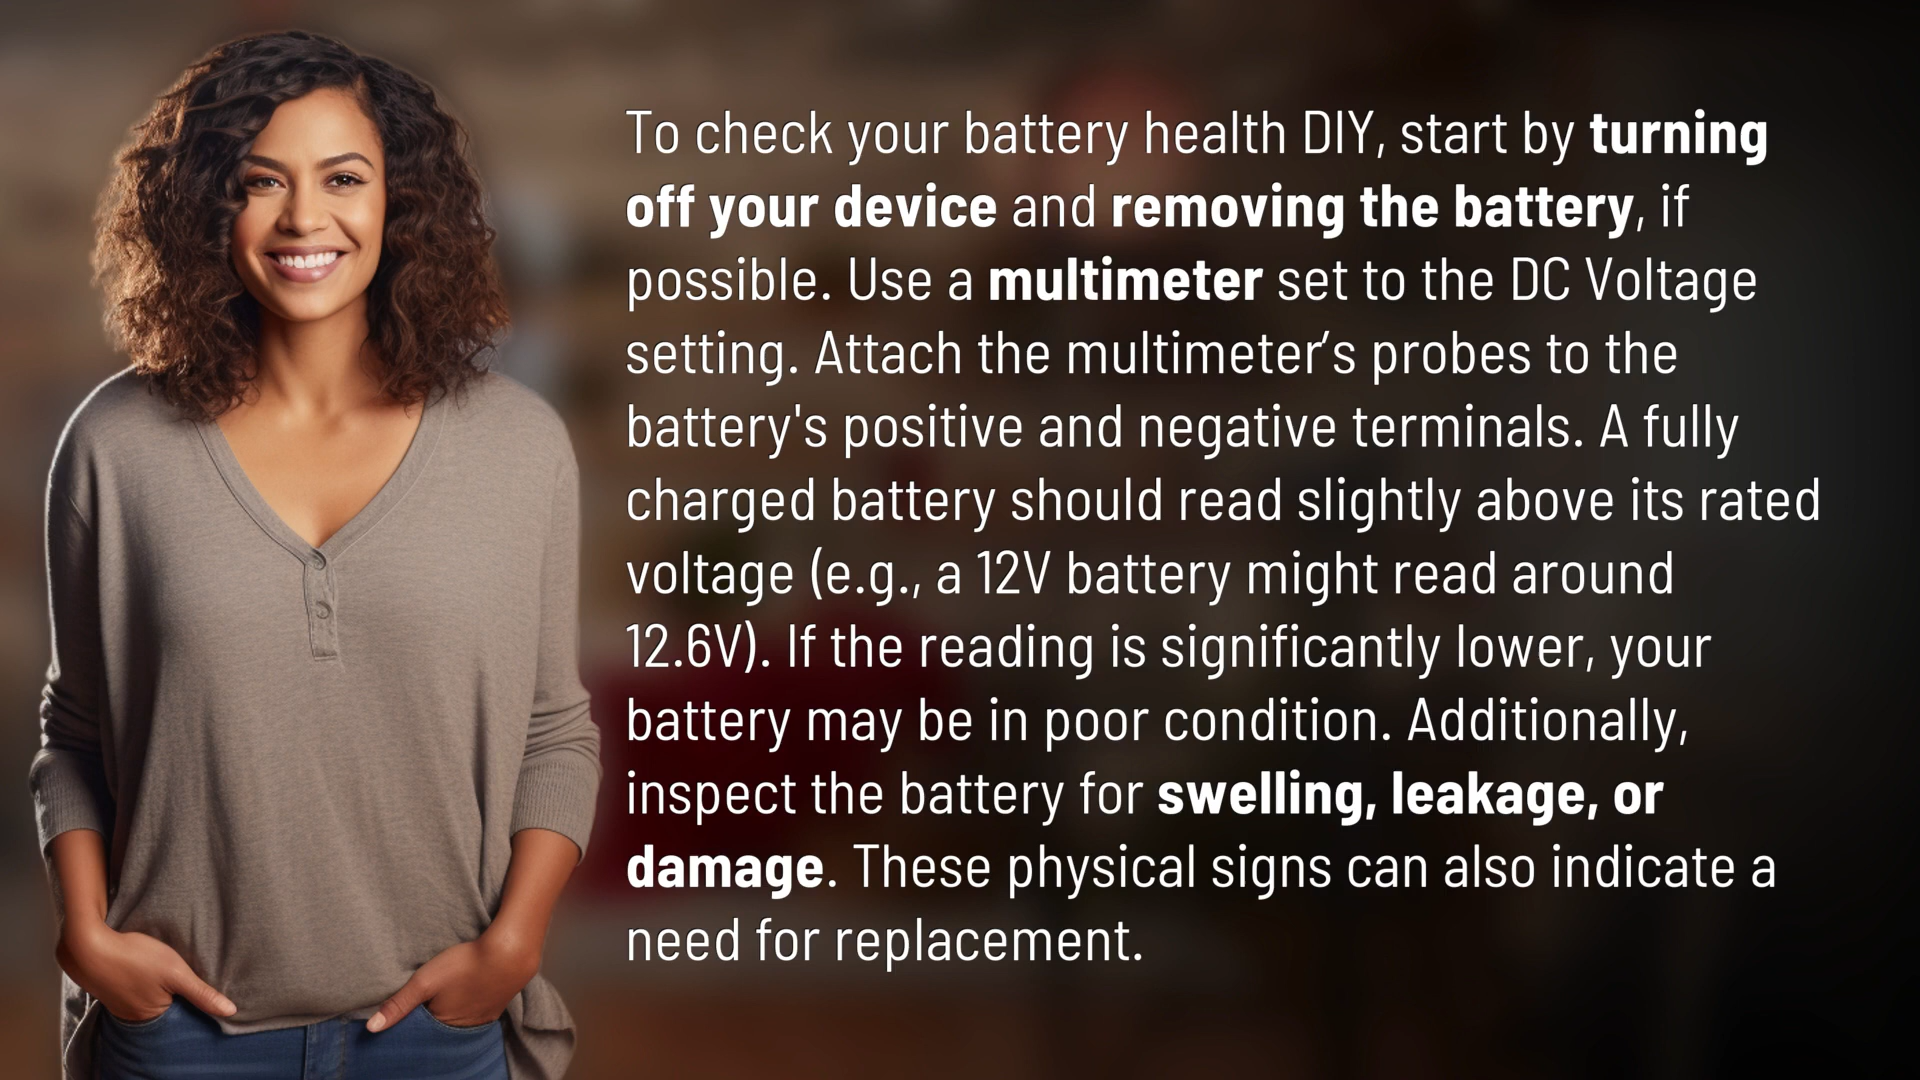 To check your battery health DIY, start by turning
off your device and removing the battery, if
possible. Use a multimeter set to the DC Voltage
setting. Attach the multimeter’s probes to the
battery's positive and negative terminals. A fully
charged battery should read slightly above its rated
voltage (e.g., a 12V battery might read around
12.6V). If the reading is significantly lower, your
battery may be in poor condition. Additionally,
inspect the battery for swelling, leakage, or
damage. These physical signs can also indicate a
need for replacement.